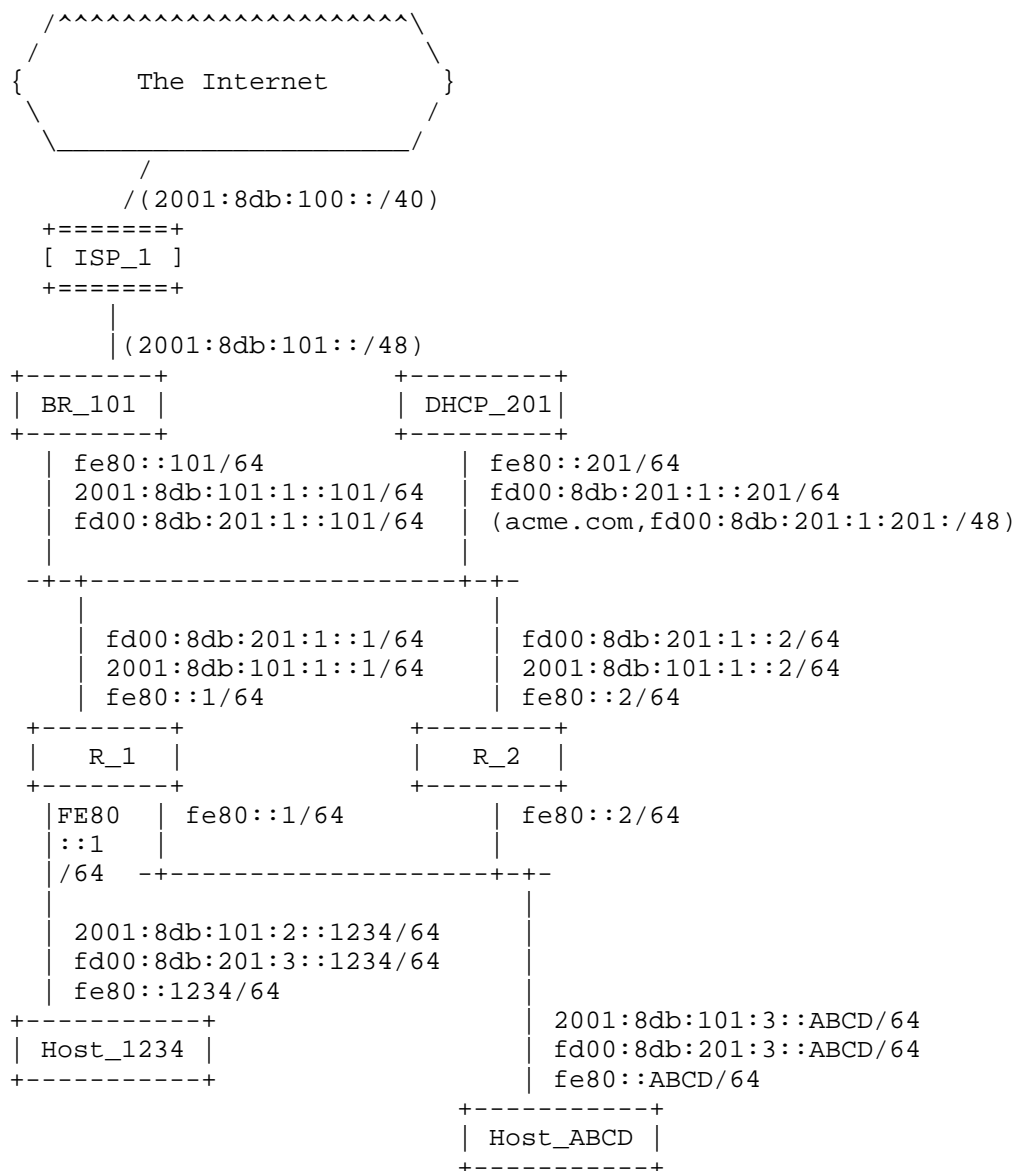 The Internet
(2001:8db:100::/40)
[ ISP_1 ]
(2001:8db:101::/48)
BR_101 DHCP_201
fe80::101/64 fe80::201/64
2001:8db:101:1::101/64 fd00:8db:201:1::201/64
fd00:8db:201:1::101/64 (acme.com,fd00:8db:201:1:201:/48)
fd00:8db:201:1::1/64 fd00:8db:201:1::2/64
2001:8db:101:1::1/64 2001:8db:101:1::2/64
fe80::1/64 fe80::2/64
R_1 R_2
FE80 fe80::1/64 fe80::2/64
::1
/64
2001:8db:101:2::1234/64
fd00:8db:201:3::1234/64
fe80::1234/64
2001:8db:101:3::ABCD/64
Host_1234 fd00:8db:201:3::ABCD/64
fe80::ABCD/64
Host_ABCD